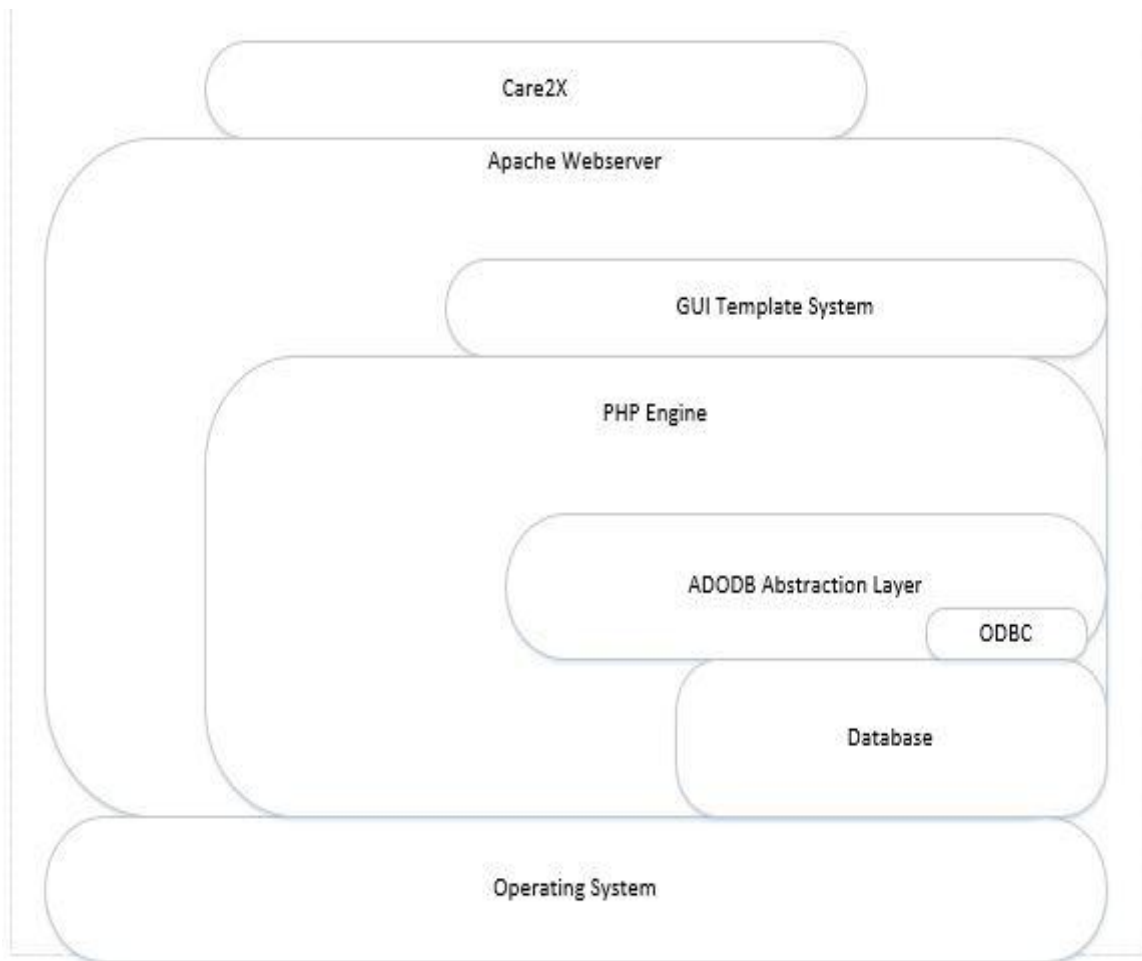 Care2X
Apache Webserver
GUI Template System
PHP Engine
ADODB Abstraction Layer
ODBC
Database
Operating System